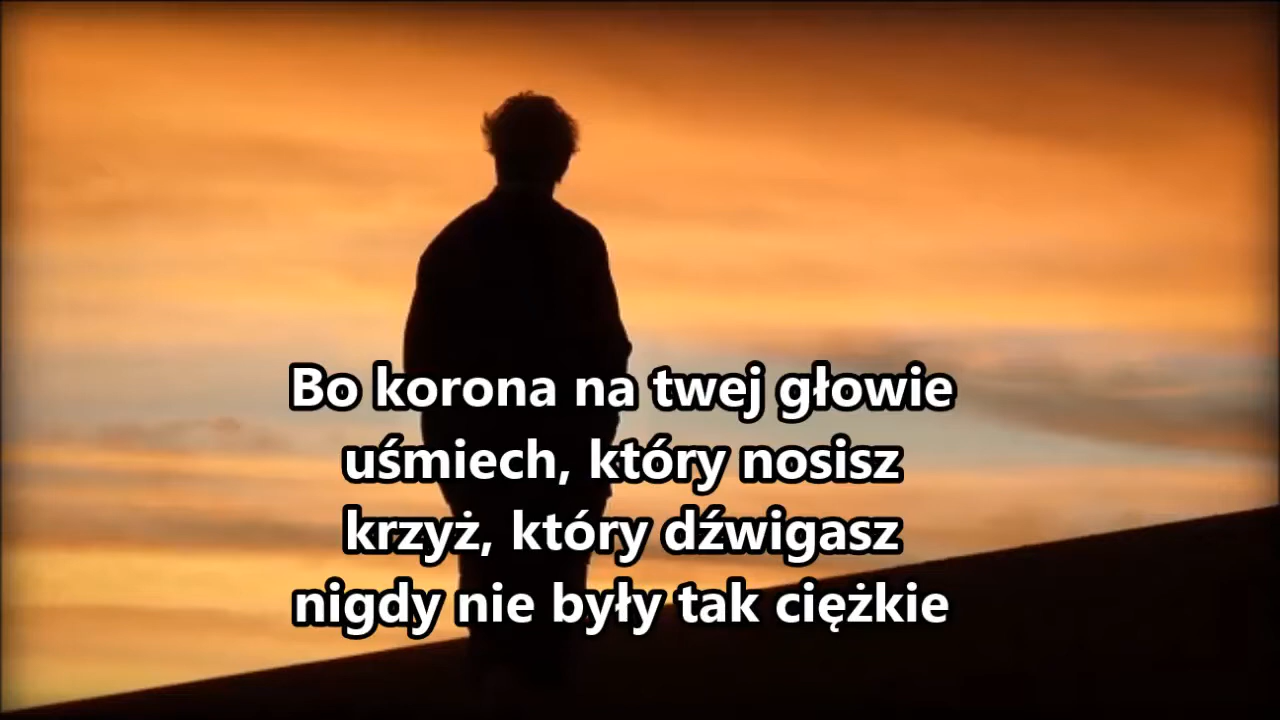 Bo korona na twej głowie
uśmiech, który nosisz
krzyż, który dźwigasz
nigdy nie były tak ciężkie